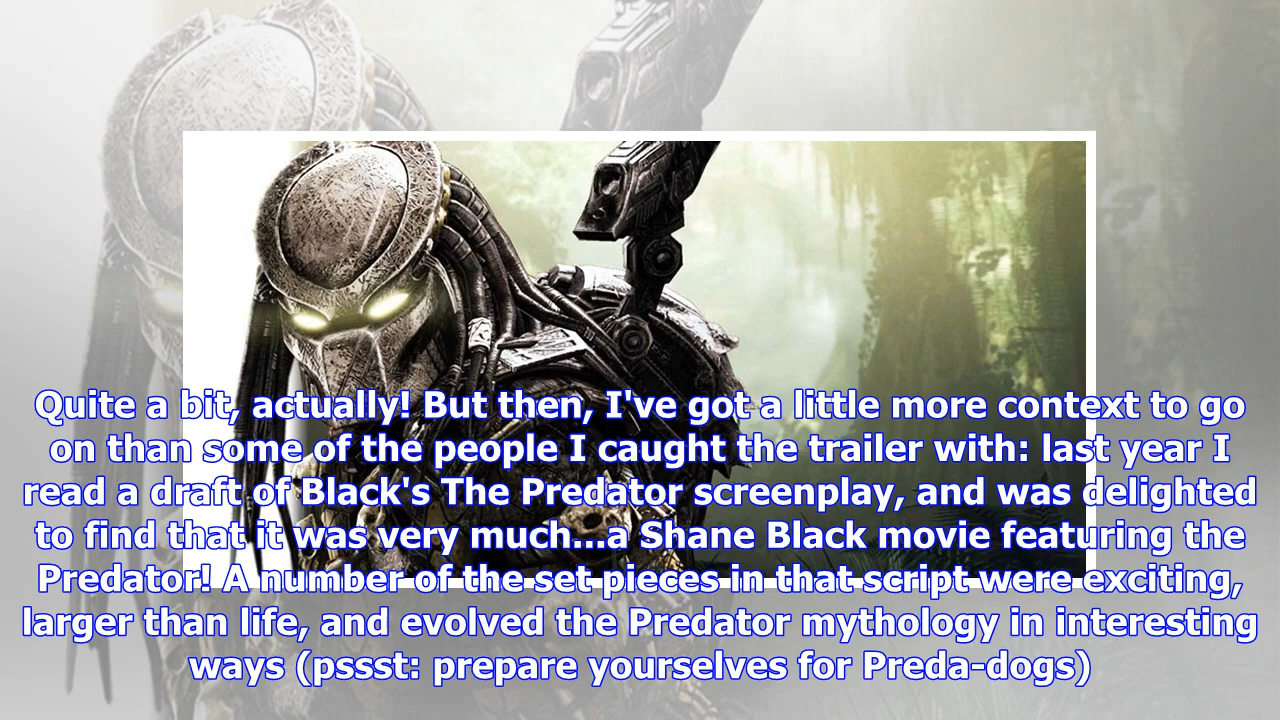 Quite a bit, actually! But then, I've got a little more context to go
on than some of the people I caught the trailer with: last year I
read a draft of Black's The Predator screenplay, and was delighted
to find that it was very much...a Shane Black movie featuring the
Predator! A number of the set pieces in that script were exciting,
larger than life, and evolved the Predator mythology in interesting
ways (pssst: prepare yourselves for Preda-dogs)